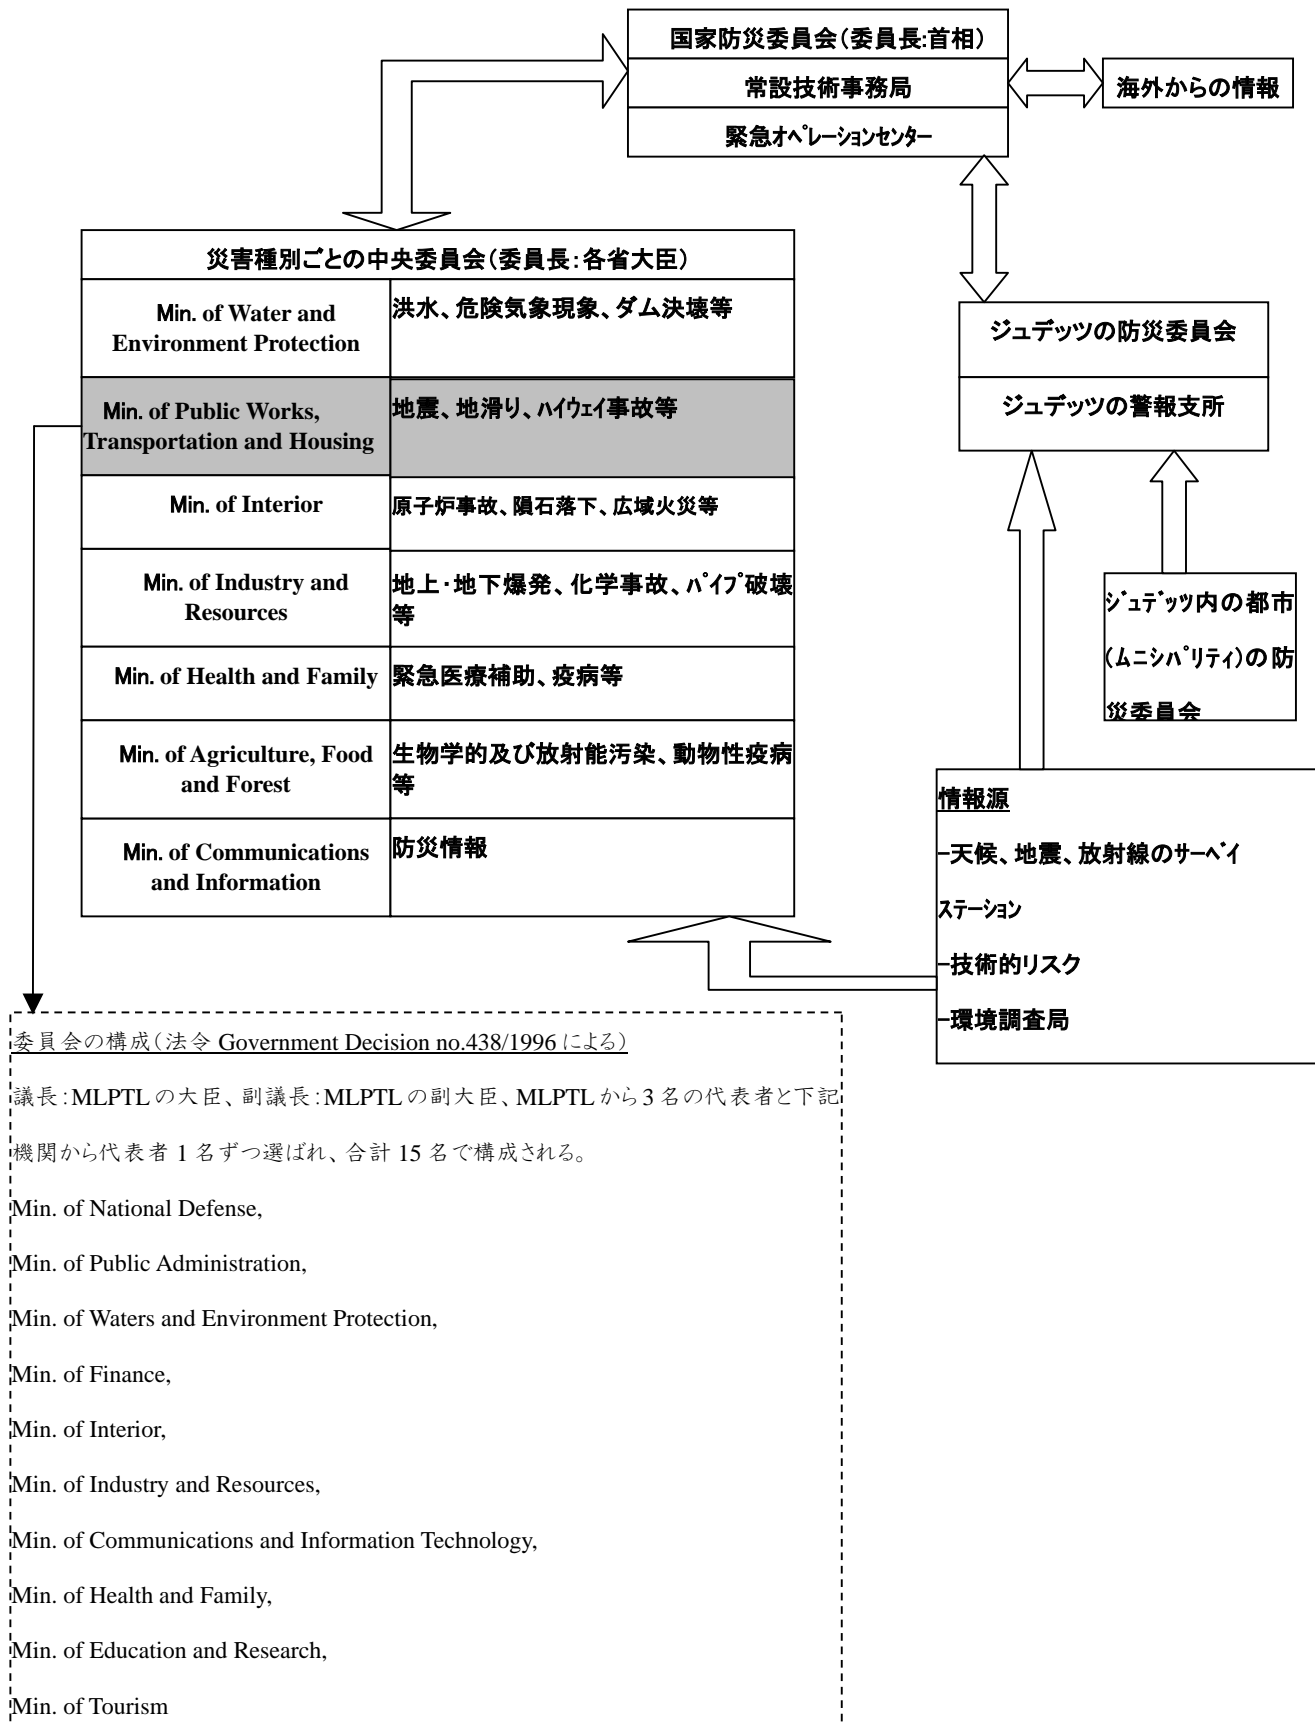 国家防災委員会（委員長:首相）
常設技術事務局
緊急ｵﾍﾟﾚｰｼｮﾝｾﾝﾀｰ
海外からの情報
災害種別ごとの中央委員会（委員長：各省大臣）
Min. of Water and
Environment Protection
洪水、危険気象現象、ダム決壊等
Min. of Public Works,
Transportation and Housing
地震、地滑り、ﾊｲｳｪｲ事故等
Min. of Interior
原子炉事故、隕石落下、広域火災等
Min. of Industry and
Resources
地上・地下爆発、化学事故、ﾊﾟｲﾌﾟ破壊
等
Min. of Health and Family
緊急医療補助、疫病等
Min. of Agriculture, Food
and Forest
生物学的及び放射能汚染、動物性疫病
等
Min. of Communications
and Information
防災情報
ジュデッツの防災委員会
ジュデッツの警報支所
ｼﾞｭﾃﾞｯﾂ内の都市
(ﾑﾆｼﾊﾟﾘﾃｨ)の防
災委員会
情報源
−天候、地震、放射線のｻｰﾍﾞｲ
ｽﾃｰｼｮﾝ
−技術的リスク
−環境調査局
委員会の構成（法令 Government Decision no.438/1996 による）
議長：MLPTL の大臣、副議長：MLPTL の副大臣、MLPTL から 3 名の代表者と下記
機関から代表者 1 名ずつ選ばれ、合計 15 名で構成される。
Min. of National Defense,
Min. of Public Administration,
Min. of Waters and Environment Protection,
Min. of Finance,
Min. of Interior,
Min. of Industry and Resources,
Min. of Communications and Information Technology,
Min. of Health and Family,
Min. of Education and Research,
Min. of Tourism